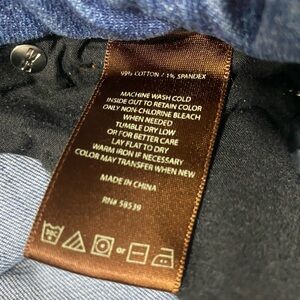 99% COTTON / 1% SPANDEX
MACHINE WASH COLD
INSIDE OUT TO RETAIN COLOR
ONLY NON-CHLORINE BLEACH
WHEN NEEDED
TUMBLE DRY LOW
OR FOR BETTER CARE
LAY FLAT TO DRY
WARM IRON IF NECESSARY
COLOR MAY TRANSFER WHEN NEW
MADE IN CHINA
RN# 59539
or